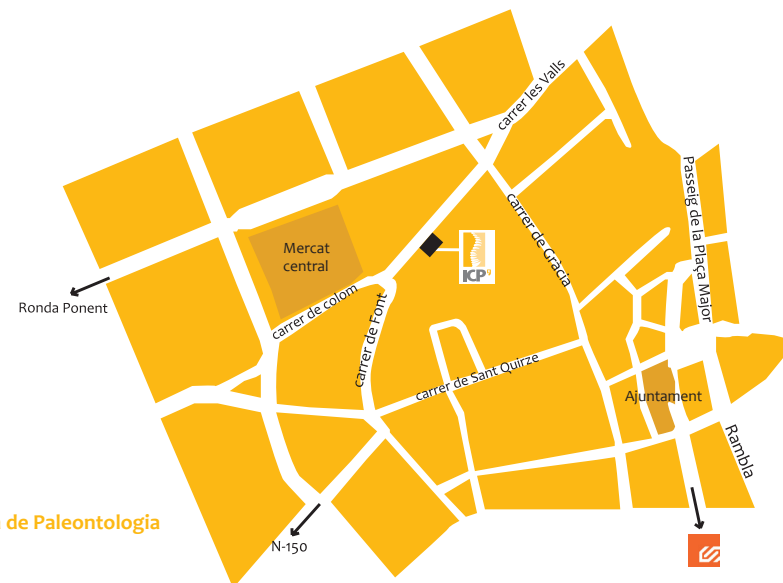 carrer les Valls
Passeig de la Plaça Major
carrer de Gràcia
Mercat
central
ICP
Ronda Ponent
carrer de colom
carrer de Font
carrer de Sant Quirze
Ajuntament
Rambla
de Paleontologia
N-150